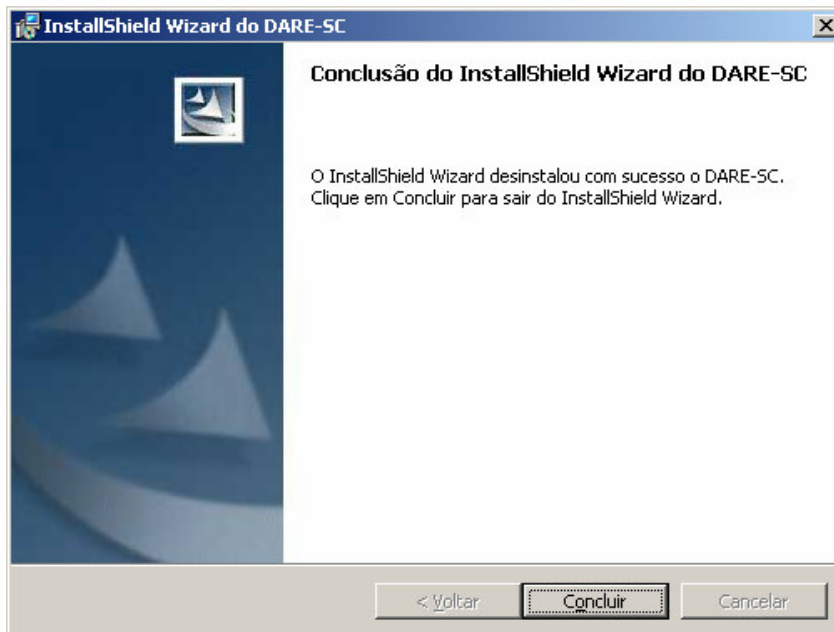 InstallShield Wizard do DARE-SC
Conclusão do InstallShield Wizard do DARE-SC
O InstallShield Wizard desinstalou com sucesso o DARE-SC.
Clique em Concluir para sair do InstallShield Wizard.
< Voltar
Concluir
Cancelar